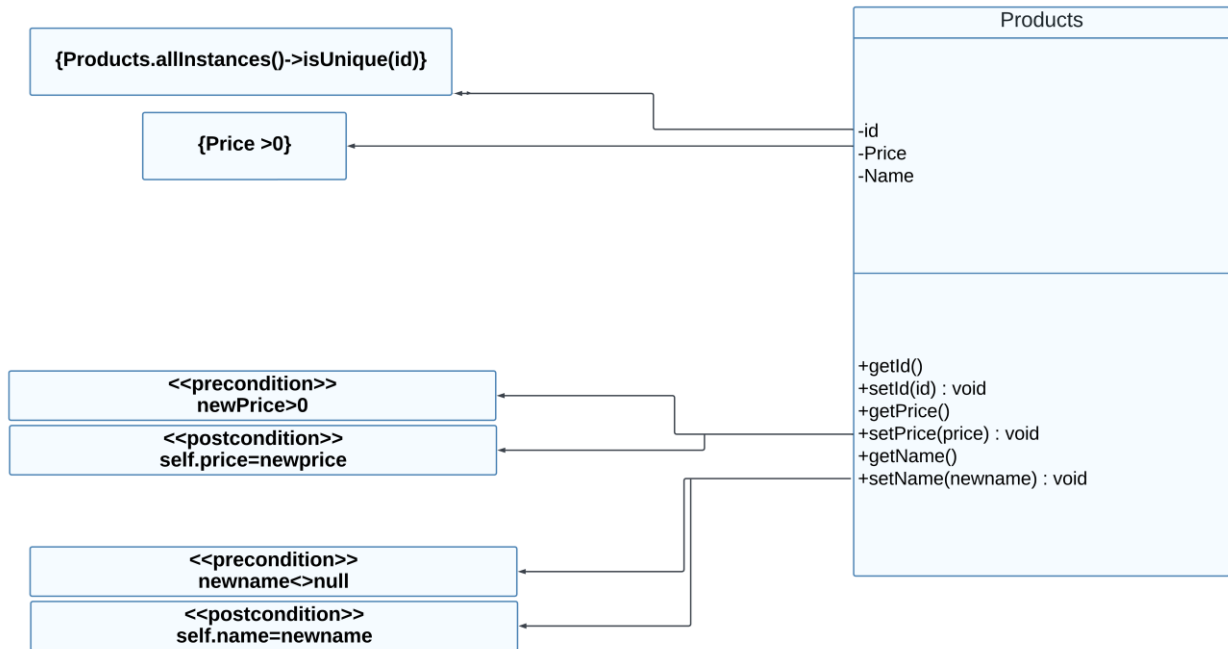 Products
{Products.allInstances()->isUnique(id)}
{Price >0}
-id
-Price
-Name
+getId()
+setId(id) : void
+getPrice()
+setPrice(price) : void
+getName()
+setName(newname) : void
<<precondition>>
newPrice>0
<<postcondition>>
self.price=newprice
<<precondition>>
newname<>null
<<postcondition>>
self.name=newname